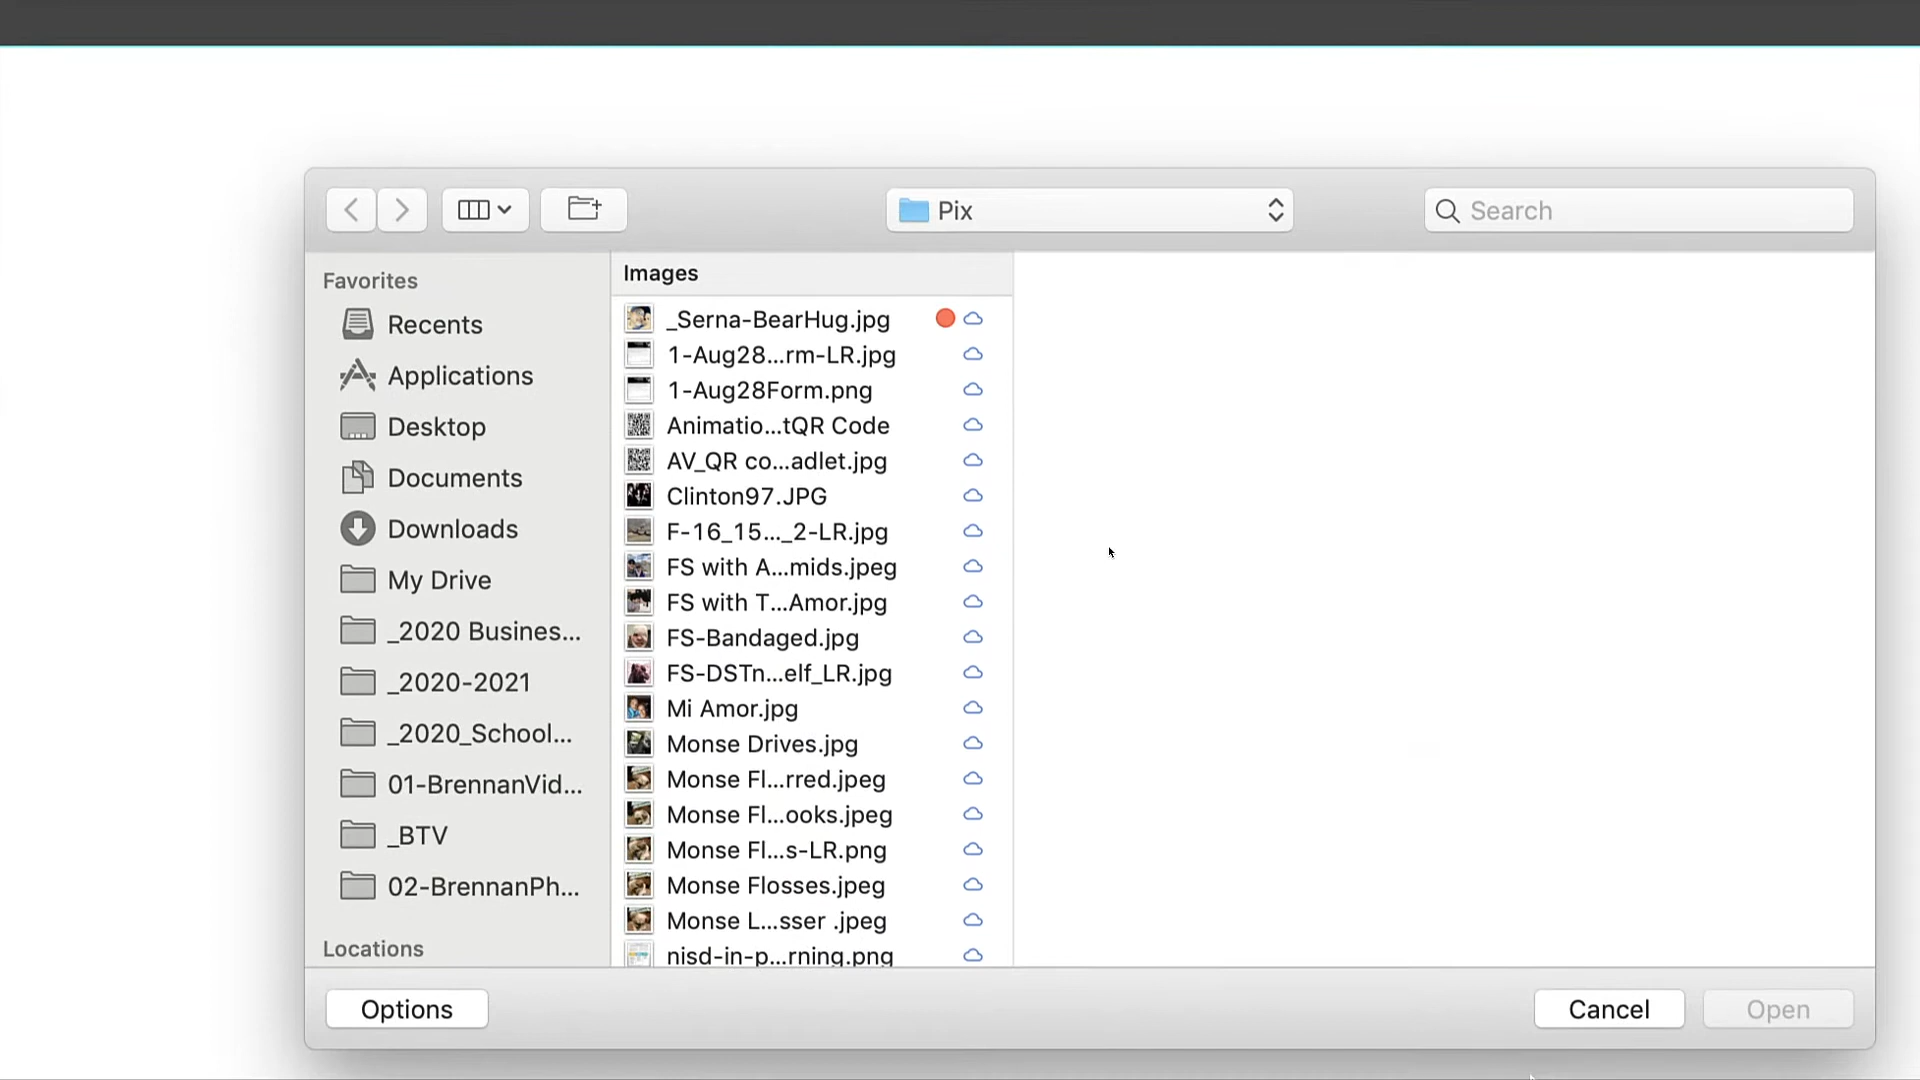 Pix
Search
Favorites
Recents
Applications
Desktop
Documents
Downloads
My Drive
_2020 Busines...
_2020-2021
_2020_School...
01-BrennanVid...
_BTV
02-BrennanPh...
Locations
Images
_Serna-BearHug.jpg
1-Aug28...rm-LR.jpg
1-Aug28Form.png
Animatio...tQR Code
AV_QR co...adlet.jpg
Clinton97.JPG
F-16_15..._2-LR.jpg
FS with A...mids.jpeg
FS with T...Amor.jpg
FS-Bandaged.jpg
FS-DSTn...elf_LR.jpg
Mi Amor.jpg
Monse Drives.jpg
Monse Fl...rred.jpeg
Monse Fl...ooks.jpeg
Monse Fl...s-LR.png
Monse Flosses.jpeg
Monse L...sser .jpeg
nisd-in-p...rning.png
Options
Cancel
Open